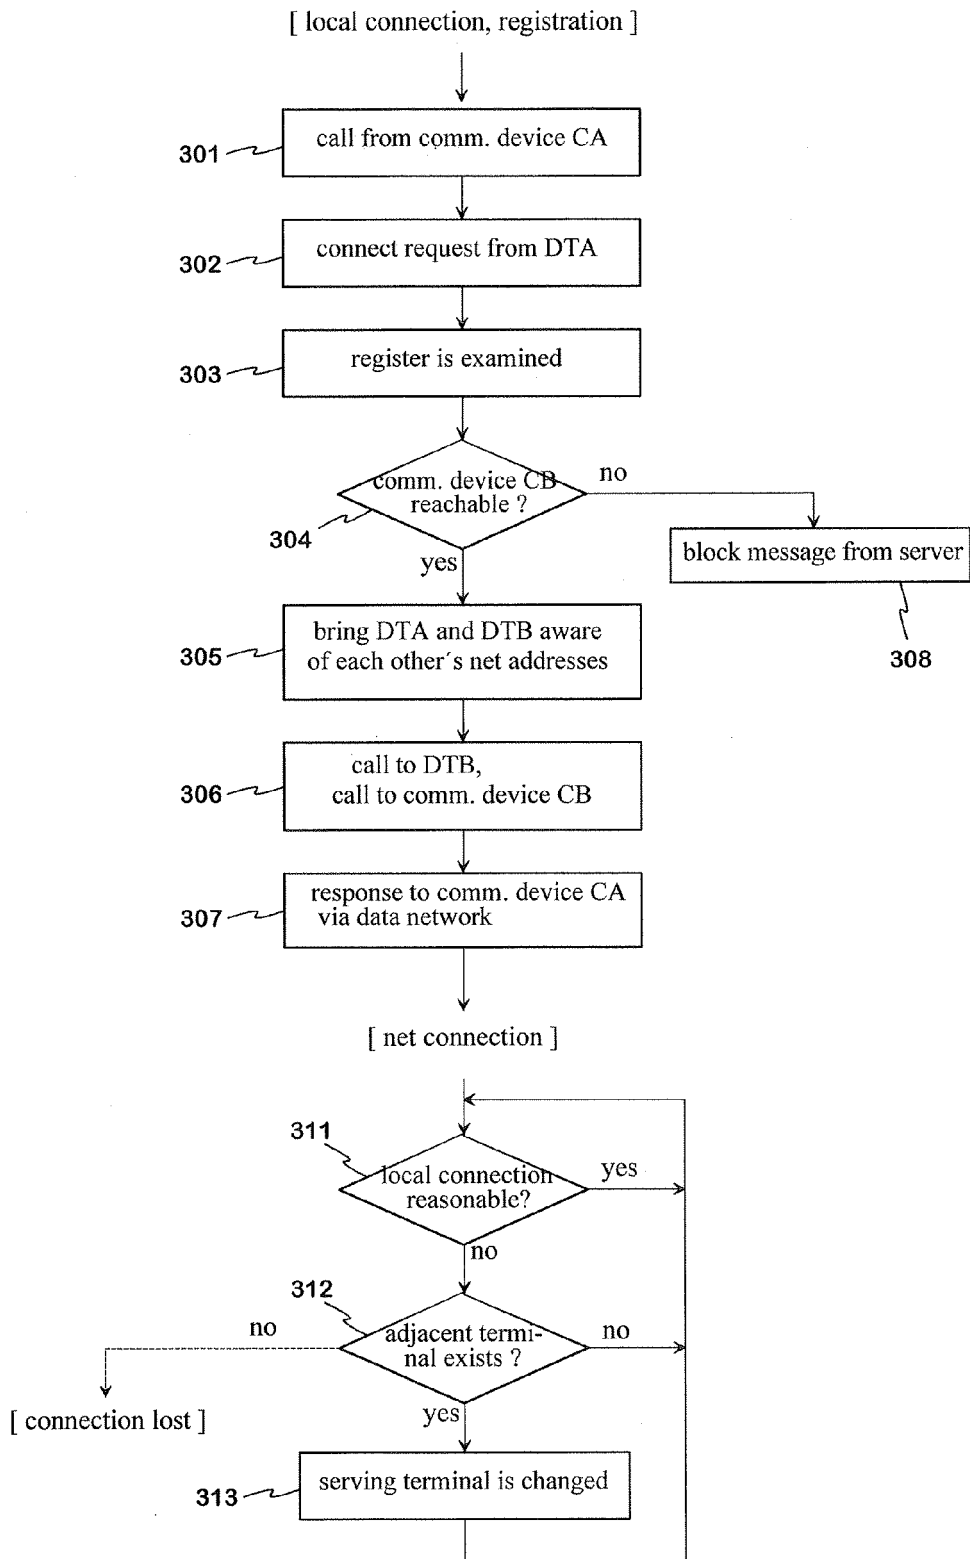 [ local connection, registration ]
301
call from comm. device CA
302
connect request from DTA
303
register is examined
comm. device CB
reachable ?
no
304
yes
block message from server
308
305
bring DTA and DTB aware
of each other´s net addresses
306
call to DTB,
call to comm. device CB
307
response to comm. device CA
via data network
[ net connection ]
311
local connection
reasonable?
yes
no
312
adjacent termi-
nal exists ?
no
no
[ connection lost ]
yes
313
serving terminal is changed